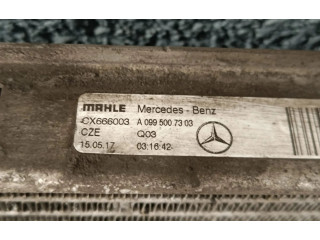 MAHLE Mercedes-Benz
CX666003 A 099 500 73 03
CZE Q03
15.05.17 03:16:42